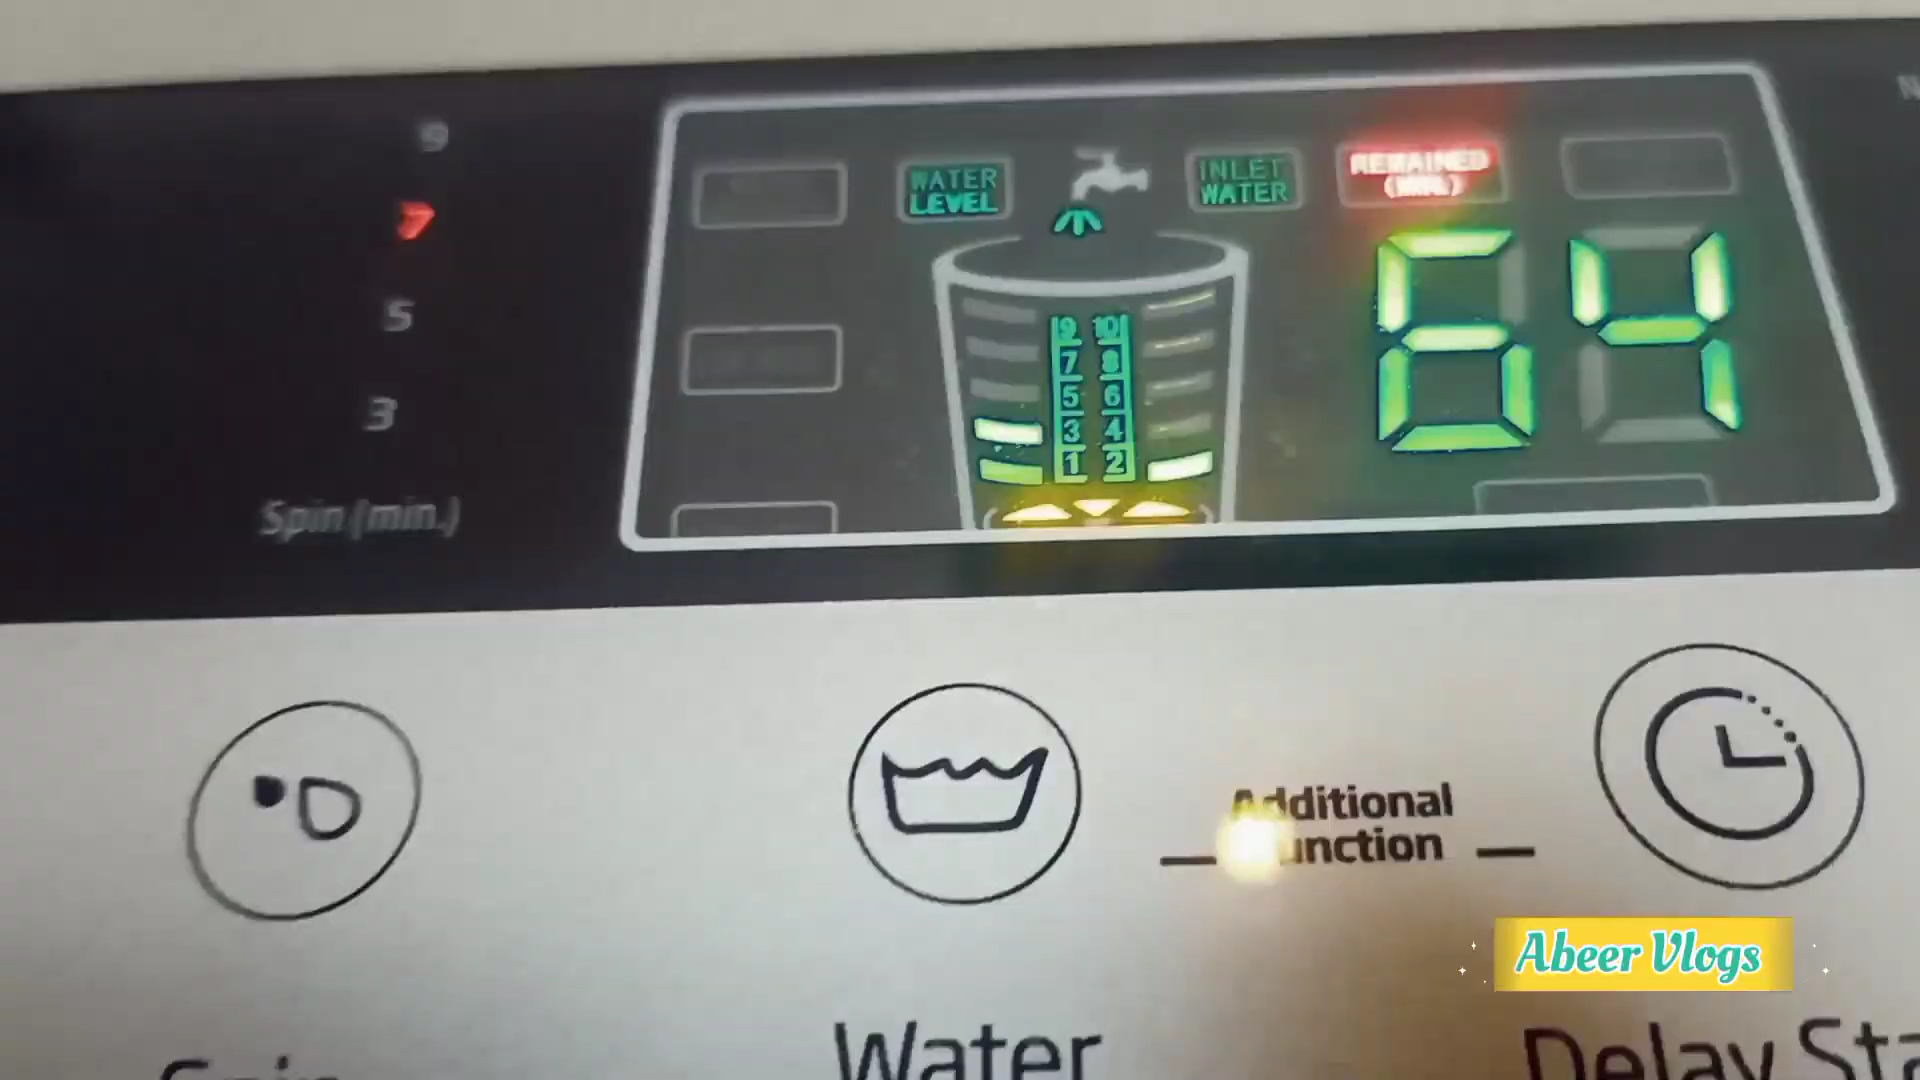 9
7
5
3
Spin (min.)
WATER
LEVEL
INLET
WATER
REMAINED
(MIN.)
64
9 10
7 8
5 6
3 4
1 2
Additional
unction
Abeer Vlogs
Spin
Water
Delay Sta